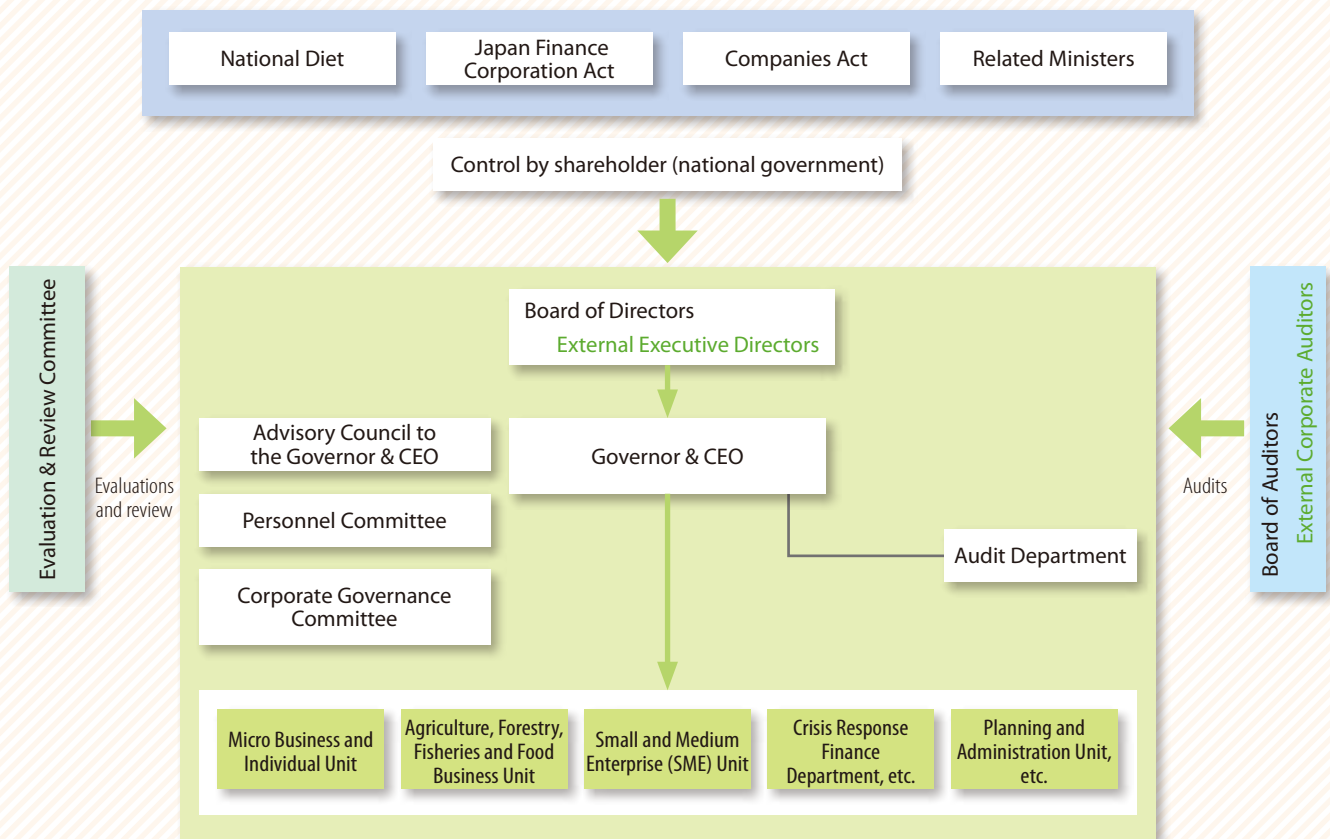 National Diet
Japan Finance
Corporation Act
Companies Act
Related Ministers
Control by shareholder (national government)
Evaluation & Review Committee
Evaluations
and review
Board of Directors
External Executive Directors
Advisory Council to
the Governor & CEO
Governor & CEO
Personnel Committee
Corporate Governance
Committee
Audit Department
Audits
Board of Auditors
External Corporate Auditors
Micro Business and
Individual Unit
Agriculture, Forestry,
Fisheries and Food
Business Unit
Small and Medium
Enterprise (SME) Unit
Crisis Response
Finance
Department, etc.
Planning and
Administration Unit,
etc.